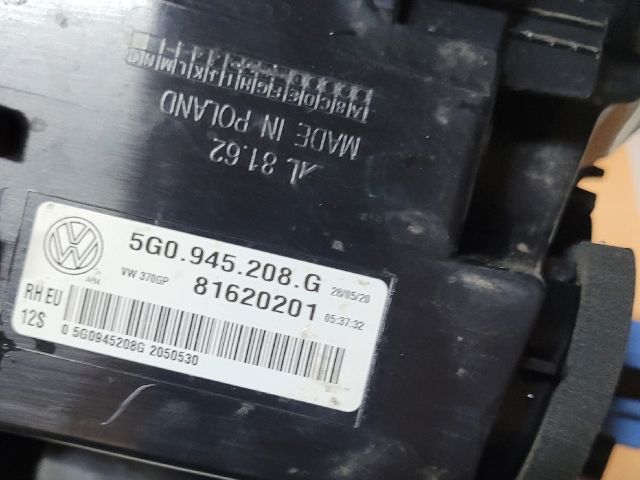 ABCDEFGHIJKLMNO
MADE IN POLAND
AL 81.62
5G0.945.208.G
28/05/20
VW 370GP
81620201
05:37:32
RH EU
12S
0 5G0945208G 2050530